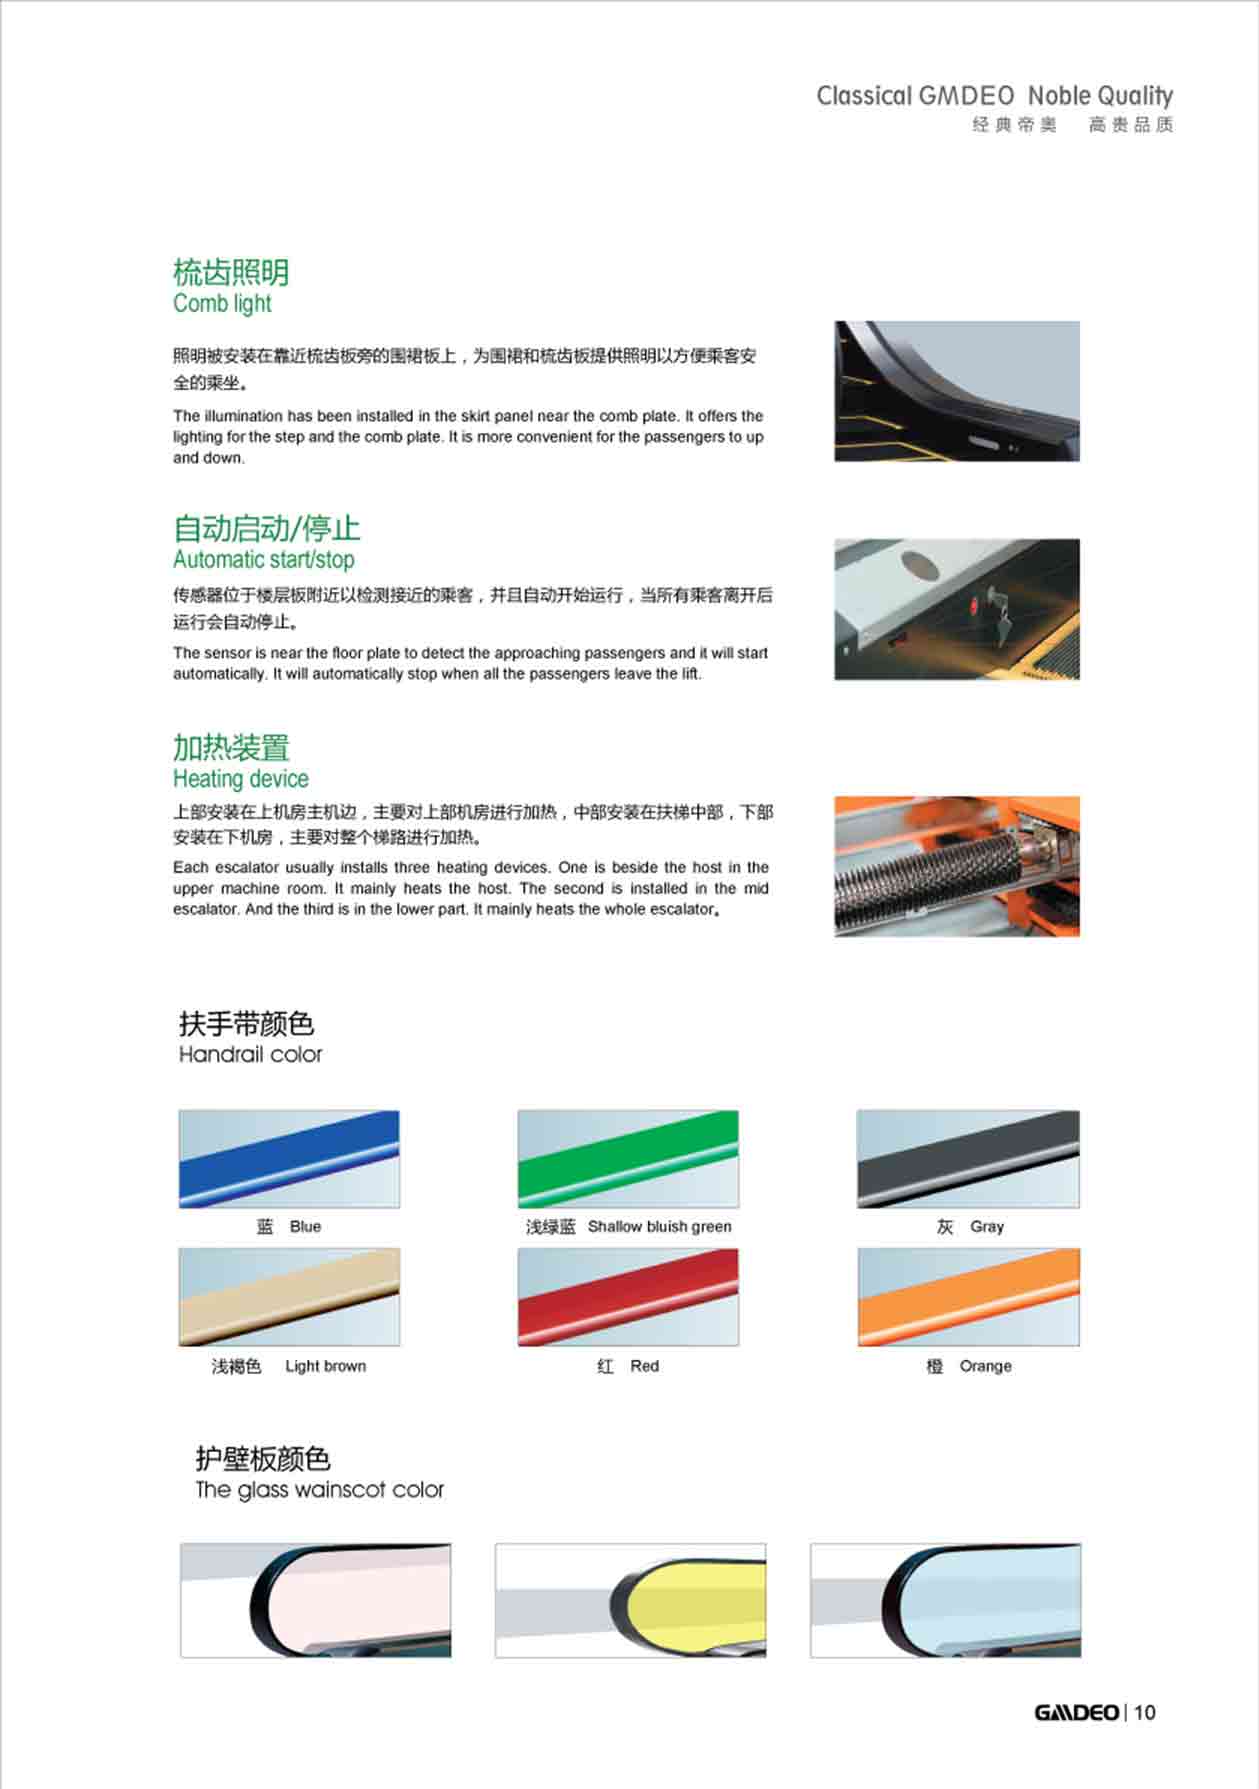 Classical GMDEO Noble Quality
经典帝奥 高贵品质
梳齿照明
Comb light
照明被安装在靠近梳齿板旁的围裙板上，为围裙和梳齿板提供照明以方便乘客安
全的乘坐。
The illumination has been installed in the skirt panel near the comb plate. It offers the
lighting for the step and the comb plate. It is more convenient for the passengers to up
and down.
自动启动/停止
Automatic start/stop
传感器位于楼层板附近以检测接近的乘客，并且自动开始运行，当所有乘客离开后
运行会自动停止。
The sensor is near the floor plate to detect the approaching passengers and it will start
automatically. It will automatically stop when all the passengers leave the lift.
加热装置
Heating device
上部安装在上机房主机边，主要对上部机房进行加热，中部安装在扶梯中部，下部
安装在下机房，主要对整个梯路进行加热。
Each escalator usually installs three heating devices. One is beside the host in the
upper machine room. It mainly heats the host. The second is installed in the mid
escalator. And the third is in the lower part. It mainly heats the whole escalator。
扶手带颜色
Handrail color
蓝 Blue
浅绿蓝 Shallow bluish green
灰 Gray
浅褐色 Light brown
红 Red
橙 Orange
护壁板颜色
The glass wainscot color
GMDEO | 10